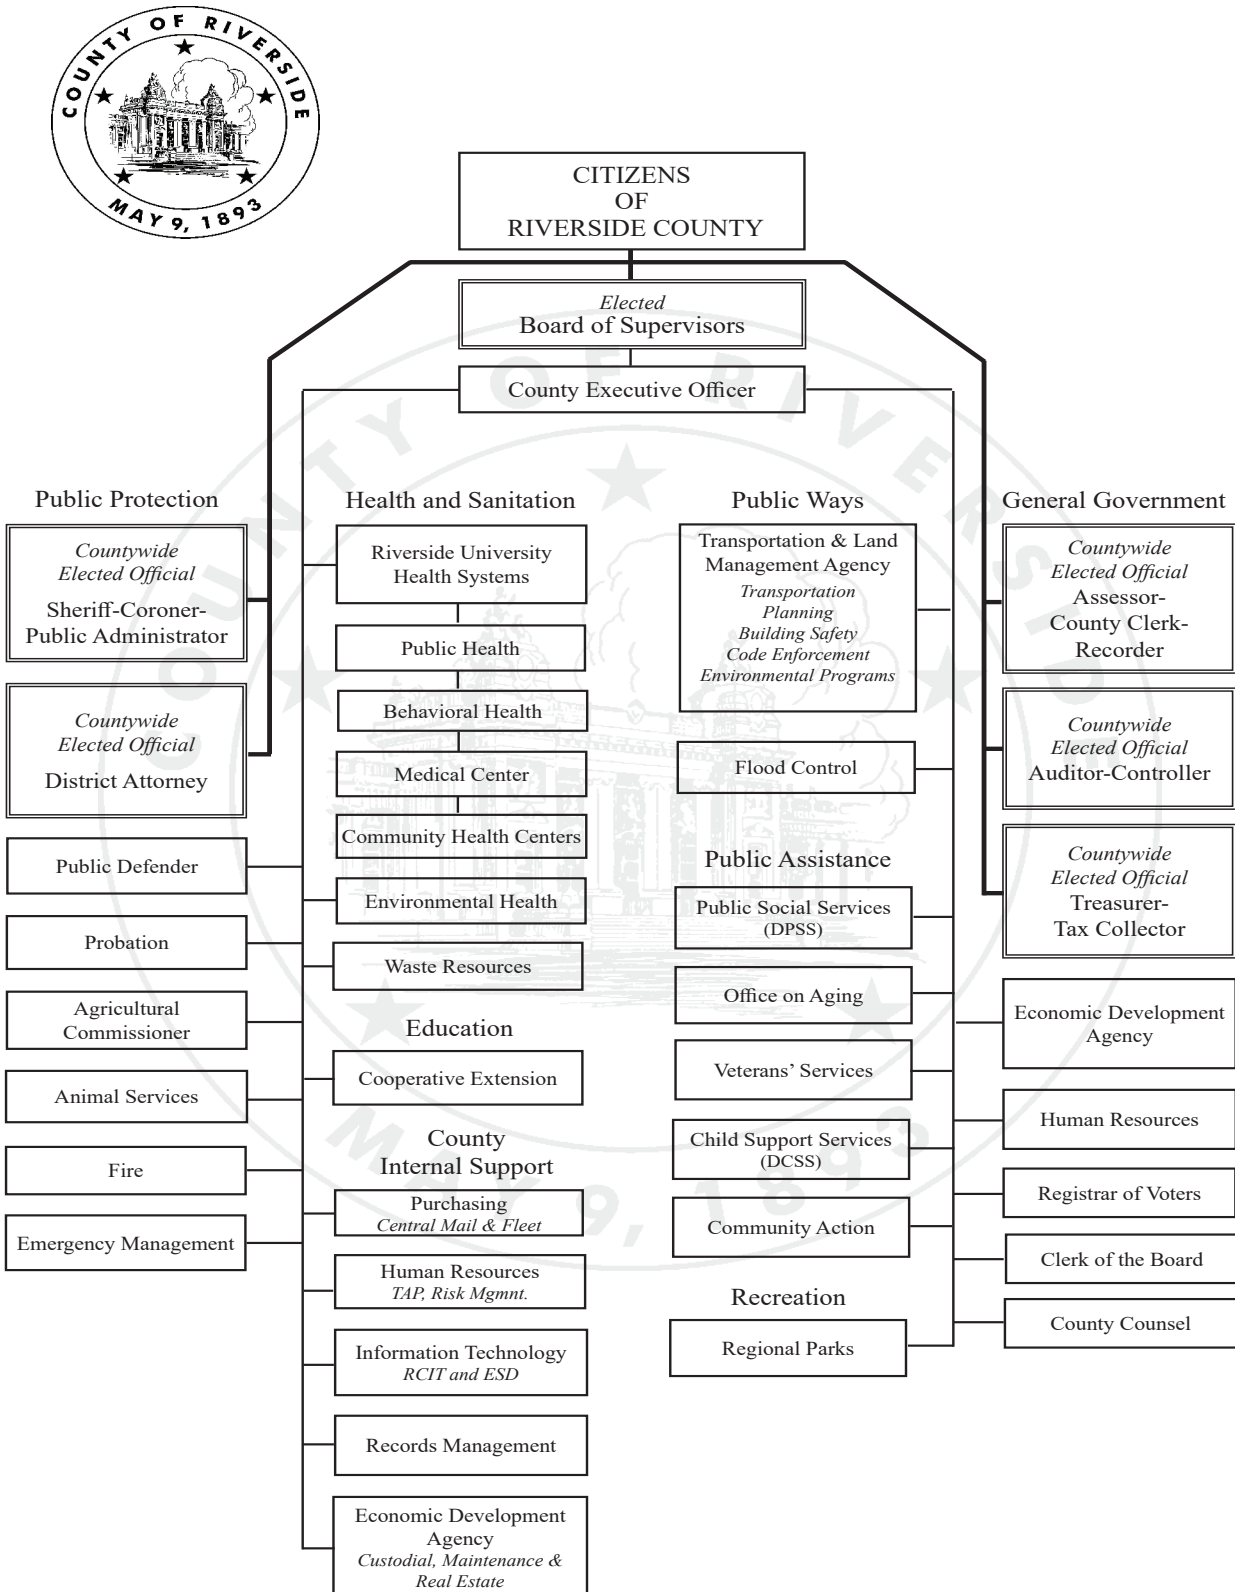 COUNTY OF RIVERSIDE
MAY 9, 1893
CITIZENS
OF
RIVERSIDE COUNTY
Elected
Board of Supervisors
County Executive Officer
Public Protection
Countywide
Elected Official
Sheriff-Coroner-
Public Administrator
Countywide
Elected Official
District Attorney
Public Defender
Probation
Agricultural
Commissioner
Animal Services
Fire
Emergency Management
Health and Sanitation
Riverside University
Health Systems
Public Health
Behavioral Health
Medical Center
Community Health Centers
Environmental Health
Waste Resources
Education
Cooperative Extension
County
Internal Support
Purchasing
Central Mail & Fleet
Human Resources
TAP, Risk Mgmnt.
Information Technology
RCIT and ESD
Records Management
Economic Development
Agency
Custodial, Maintenance &
Real Estate
Public Ways
Transportation & Land
Management Agency
Transportation
Planning
Building Safety
Code Enforcement
Environmental Programs
Flood Control
Public Assistance
Public Social Services
(DPSS)
Office on Aging
Veterans’ Services
Child Support Services
(DCSS)
Community Action
Recreation
Regional Parks
General Government
Countywide
Elected Official
Assessor-
County Clerk-
Recorder
Countywide
Elected Official
Auditor-Controller
Countywide
Elected Official
Treasurer-
Tax Collector
Economic Development
Agency
Human Resources
Registrar of Voters
Clerk of the Board
County Counsel
COUNTY OF RIVERSIDE
MAY 9, 1893